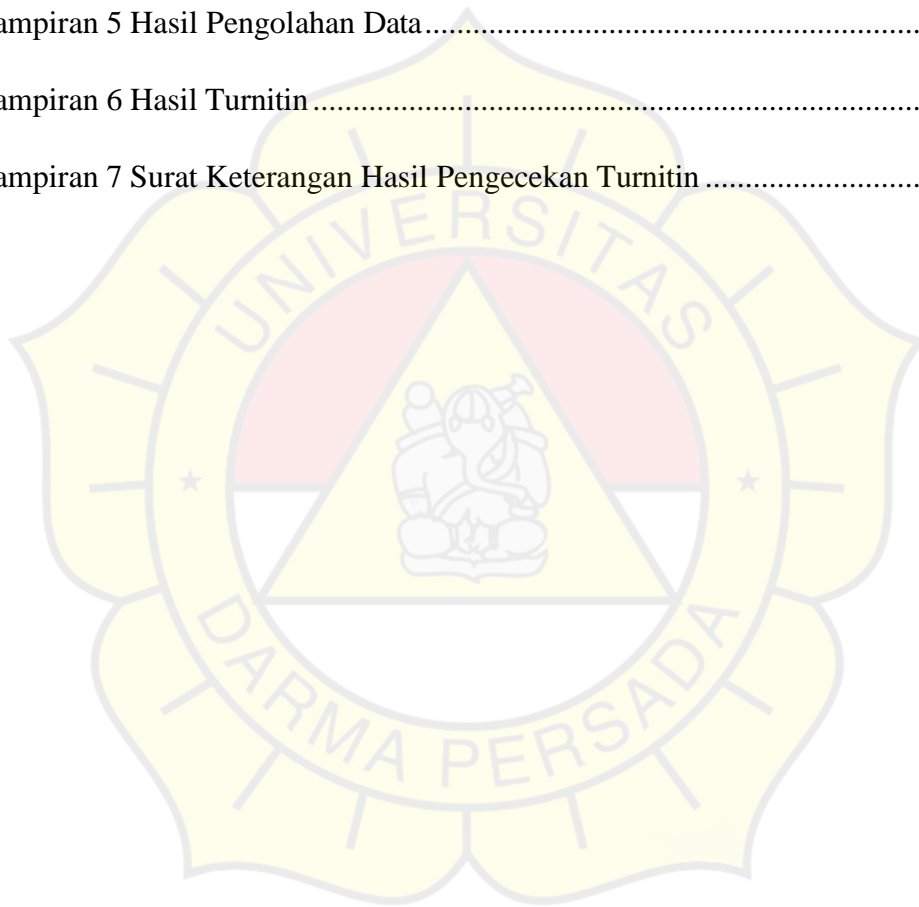 ampiran 5 Hasil Pengolahan Data..............................................................
ampiran 6 Hasil Turnitin............................................................................
ampiran 7 Surat Keterangan Hasil Pengecekan Turnitin...........................
UNIVERSITAS
DARMA PERSADA